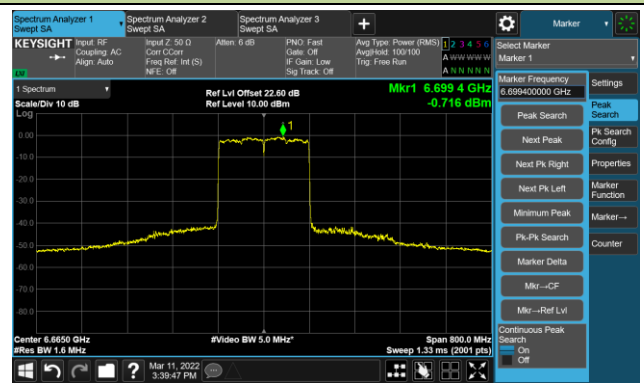 Spectrum Analyzer 1
Swept SA
Spectrum Analyzer 2
Swept SA
Spectrum Analyzer 3
Swept SA
Marker
KEYSIGHT
Input: RF
Coupling: AC
Align: Auto
Input Z: 50 Ω
Corr CCorr
Freq Ref: Int (S)
NFE: Off
Atten: 6 dB
PNO: Fast
Gate: Off
IF Gain: Low
Sig Track: Off
Avg Type: Power (RMS)
Avg|Hold: 100/100
Trig: Free Run
1 2 3 4 5 6
A W W W W W
A N N N N N
LW
Select Marker
Marker 1
1 Spectrum
Scale/Div 10 dB
Log
Ref Lvl Offset 22.60 dB
Ref Level 10.00 dBm
Mkr1 6.699 4 GHz
-0.716 dBm
1
0.00
-10.0
-20.0
-30.0
-40.0
-50.0
-60.0
-70.0
-80.0
Center 6.6650 GHz
#Res BW 1.6 MHz
#Video BW 5.0 MHz*
Span 800.0 MHz
Sweep 1.33 ms (2001 pts)
Marker Frequency
6.699400000 GHz
Peak Search
Next Peak
Next Pk Right
Next Pk Left
Minimum Peak
Pk-Pk Search
Marker Delta
Mkr→CF
Mkr→Ref Lvl
Continuous Peak
Search
On
Off
Settings
Peak
Search
Pk Search
Config
Properties
Marker
Function
Marker→
Counter
?
Mar 11, 2022
3:39:47 PM